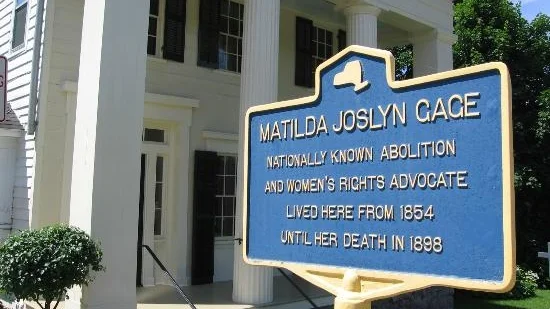 MATILDA JOSLYN GAGE
NATIONALLY KNOWN ABOLITION
AND WOMEN'S RIGHTS ADVOCATE
LIVED HERE FROM 1854
UNTIL HER DEATH IN 1898